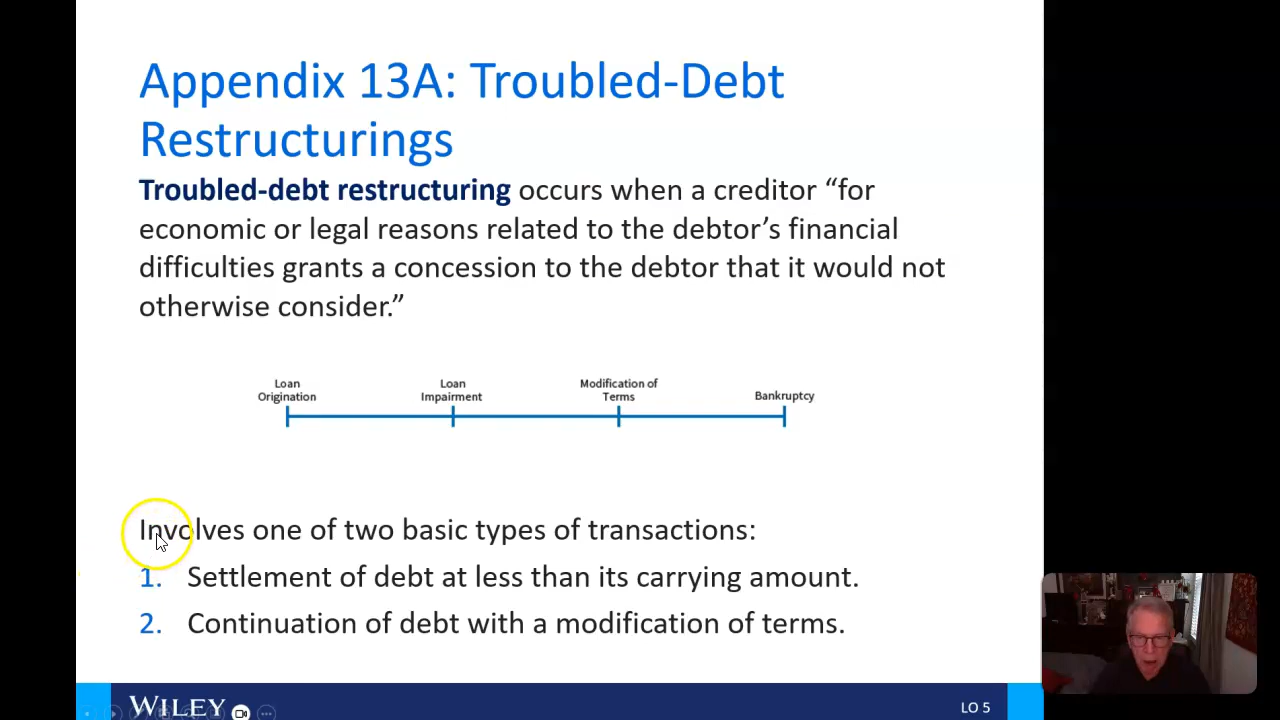 Appendix 13A: Troubled-Debt
Restructurings
Troubled-debt restructuring occurs when a creditor “for
economic or legal reasons related to the debtor’s financial
difficulties grants a concession to the debtor that it would not
otherwise consider.”
Loan
Origination
Loan
Impairment
Modification of
Terms
Bankruptcy
Involves one of two basic types of transactions:
1. Settlement of debt at less than its carrying amount.
2. Continuation of debt with a modification of terms.
WILEY
LO 5